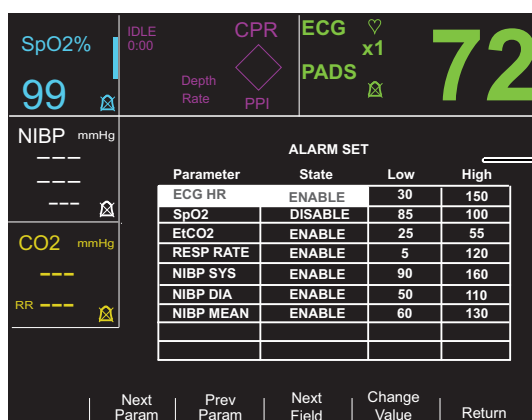 SpO2%
99
IDLE
0:00
CPR
Depth
Rate
PPI
ECG
x1
PADS
72
NIBP mmHg
---
---
---
CO2 mmHg
---
RR ---
ALARM SET
Parameter State Low High
ECG HR ENABLE 30 150
SpO2 DISABLE 85 100
EtCO2 ENABLE 25 55
RESP RATE ENABLE 5 120
NIBP SYS ENABLE 90 160
NIBP DIA ENABLE 50 110
NIBP MEAN ENABLE 60 130
Next Param
Prev Param
Next Field
Change Value
Return